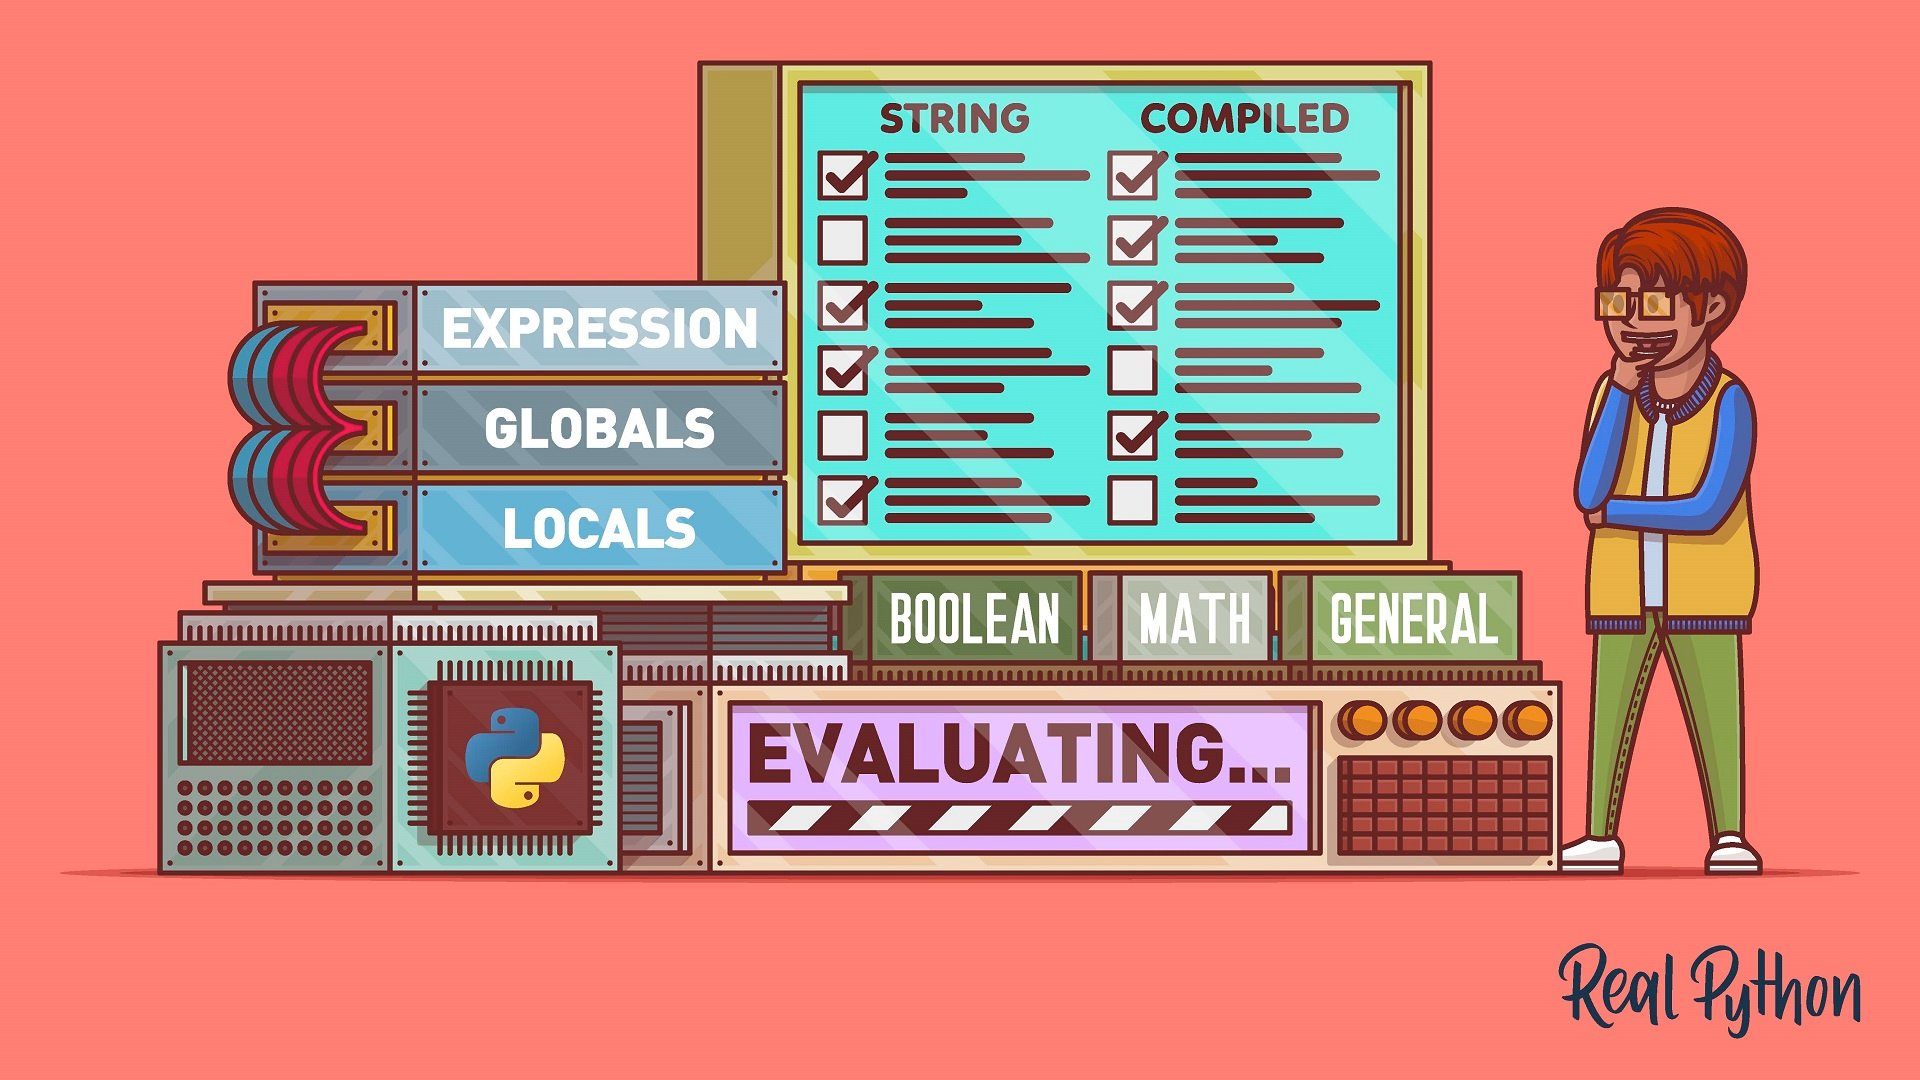 STRING
COMPILED
EXPRESSION
GLOBALS
LOCALS
BOOLEAN
MATH
GENERAL
EVALUATING...
Real Python